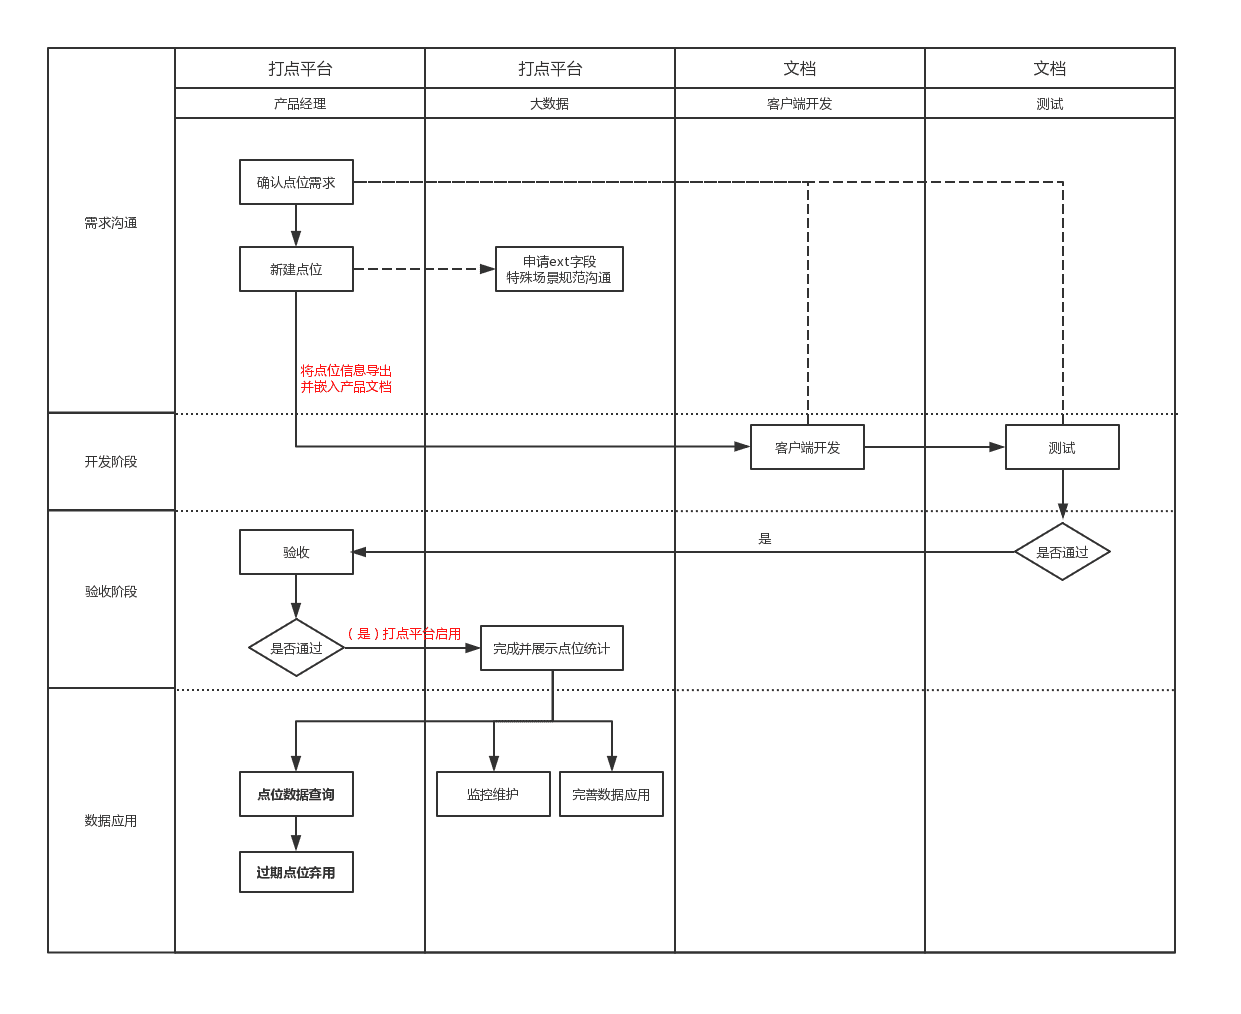 打点平台
打点平台
文档
文档
产品经理
大数据
客户端开发
测试
需求沟通
确认点位需求
新建点位
申请ext字段
特殊场景规范沟通
将点位信息导出
并嵌入产品文档
开发阶段
客户端开发
测试
验收阶段
验收
是
是否通过
是否通过
(是)打点平台启用
完成并展示点位统计
数据应用
点位数据查询
监控维护
完善数据应用
过期点位弃用